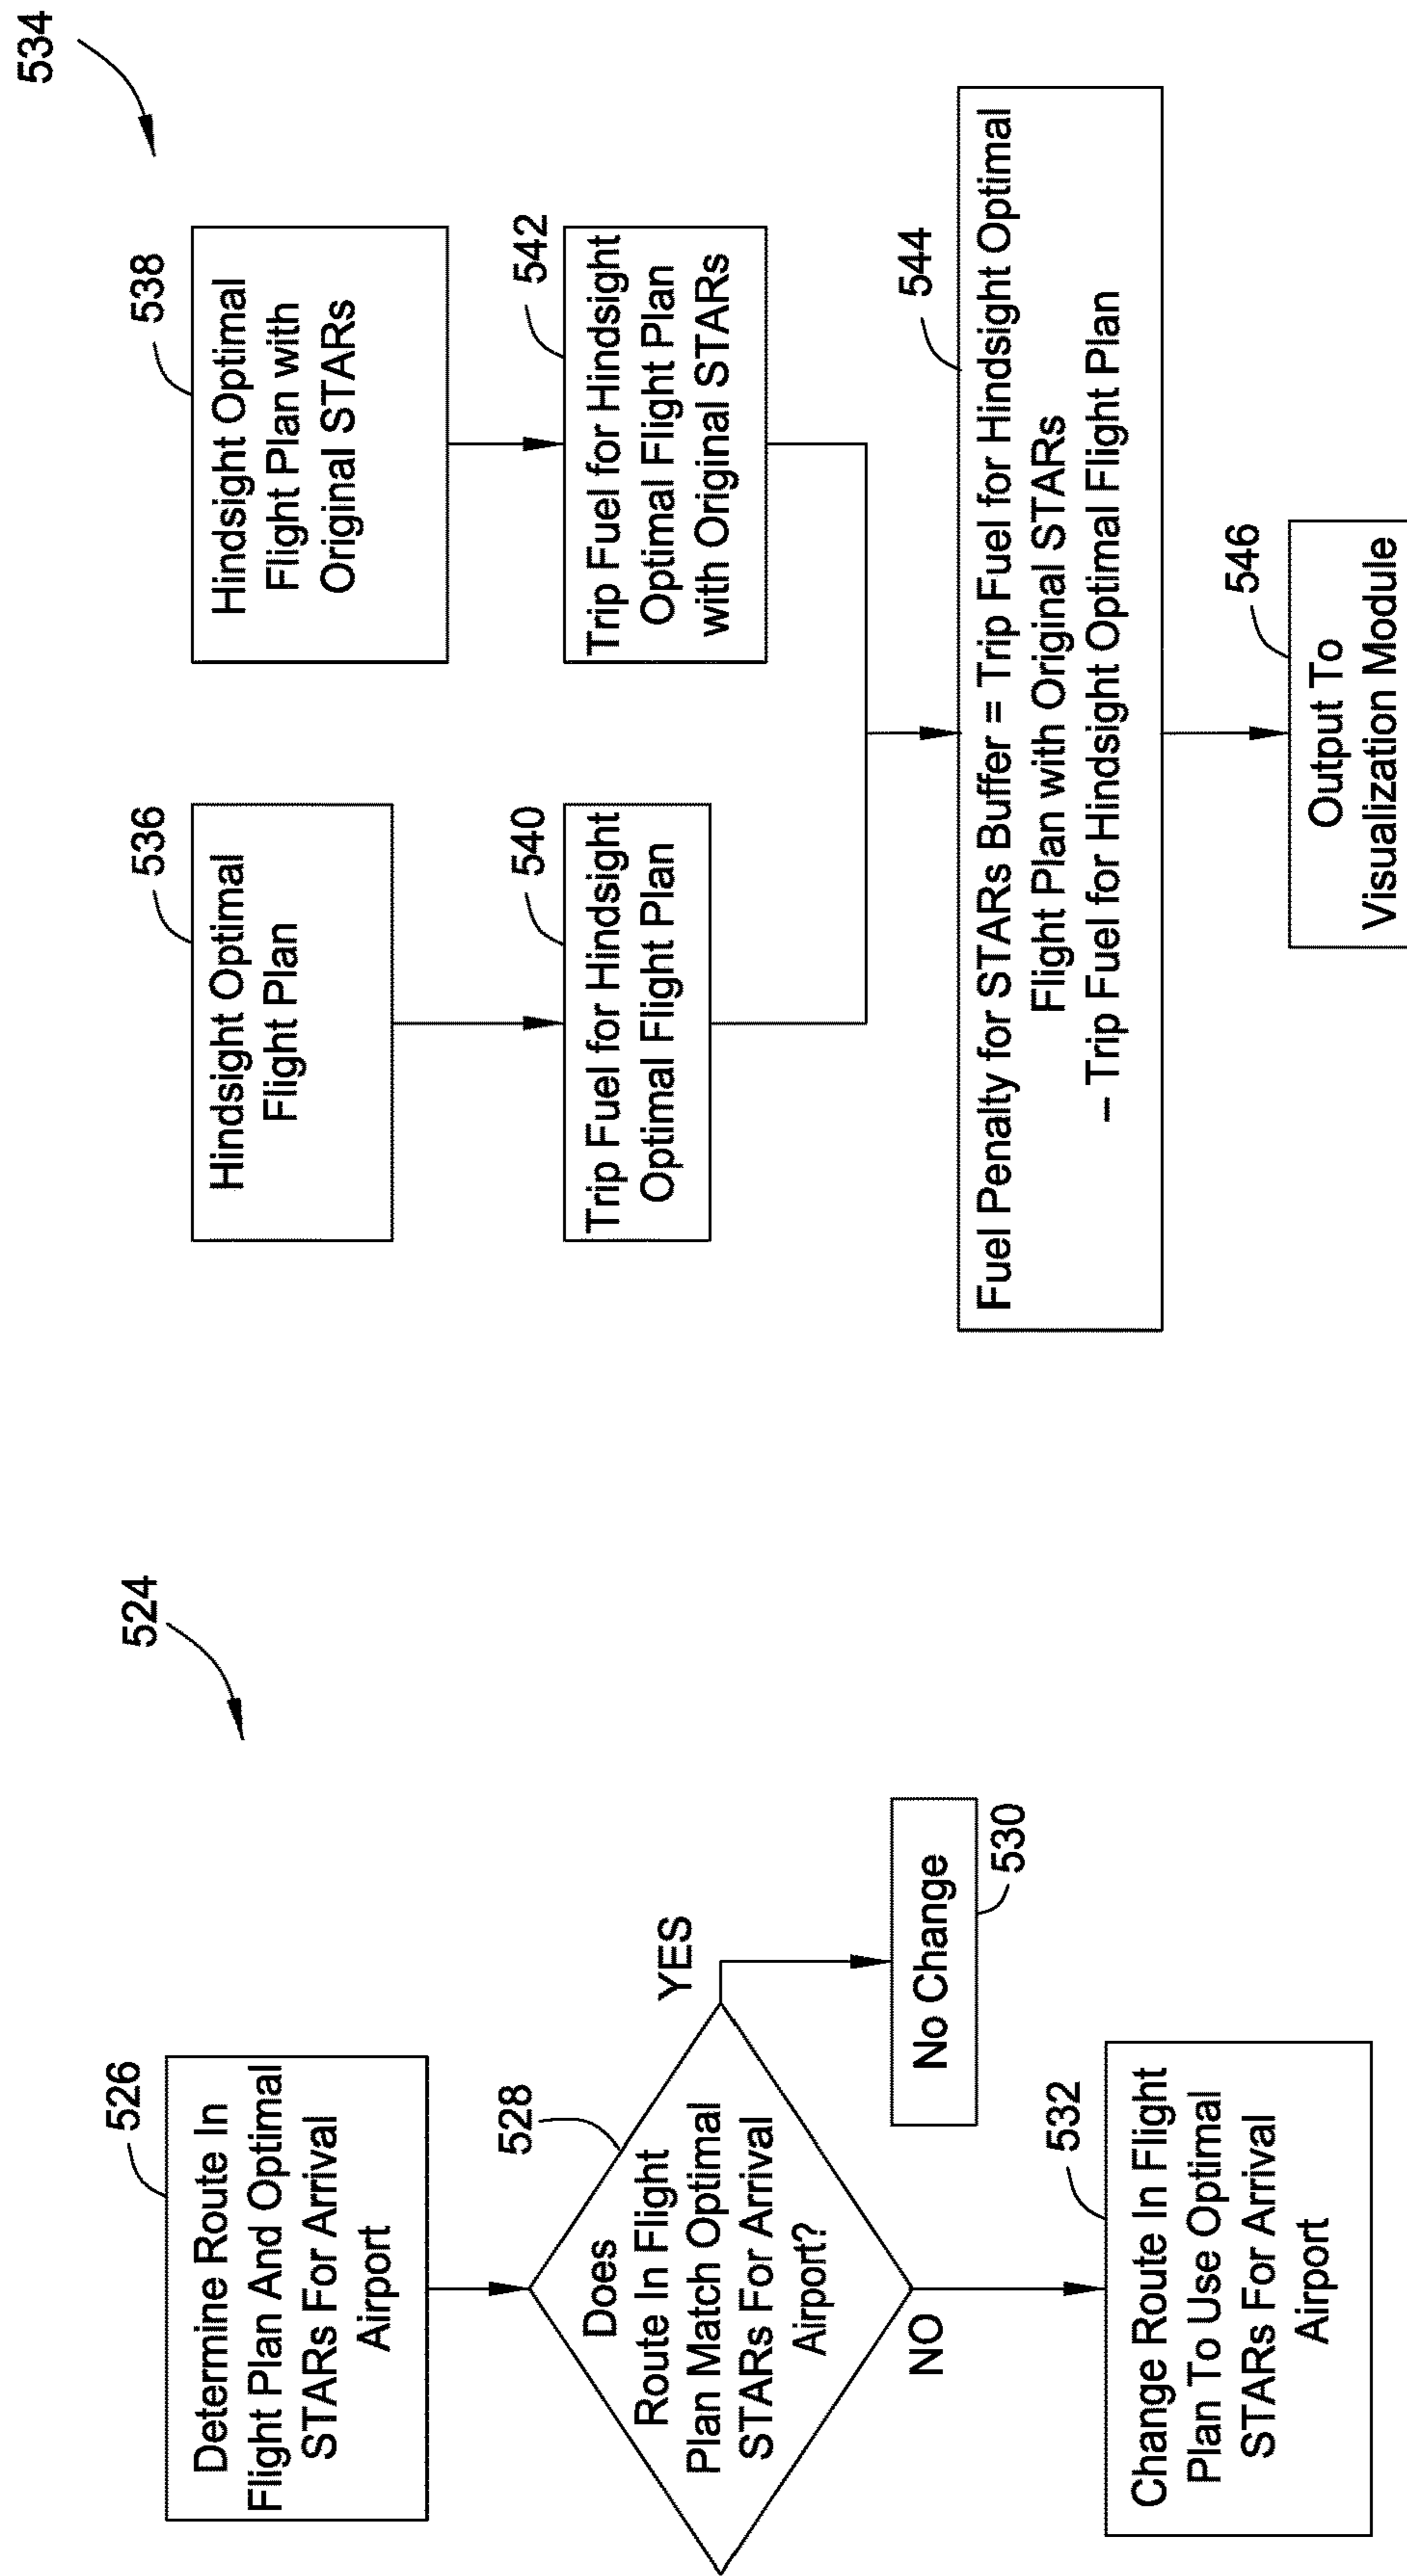 524
526
Determine Route In
Flight Plan And Optimal
STARs For Arrival
Airport
528
Does
Route In Flight
Plan Match Optimal
STARs For Arrival
Airport?
YES
No Change
530
NO
532
Change Route In Flight
Plan To Use Optimal
STARs For Arrival
Airport
534
536
Hindsight Optimal
Flight Plan
538
Hindsight Optimal
Flight Plan with
Original STARs
540
Trip Fuel for Hindsight
Optimal Flight Plan
542
Trip Fuel for Hindsight
Optimal Flight Plan
with Original STARs
544
Fuel Penalty for STARs Buffer = Trip Fuel for Hindsight Optimal
Flight Plan with Original STARs
– Trip Fuel for Hindsight Optimal Flight Plan
546
Output To
Visualization Module